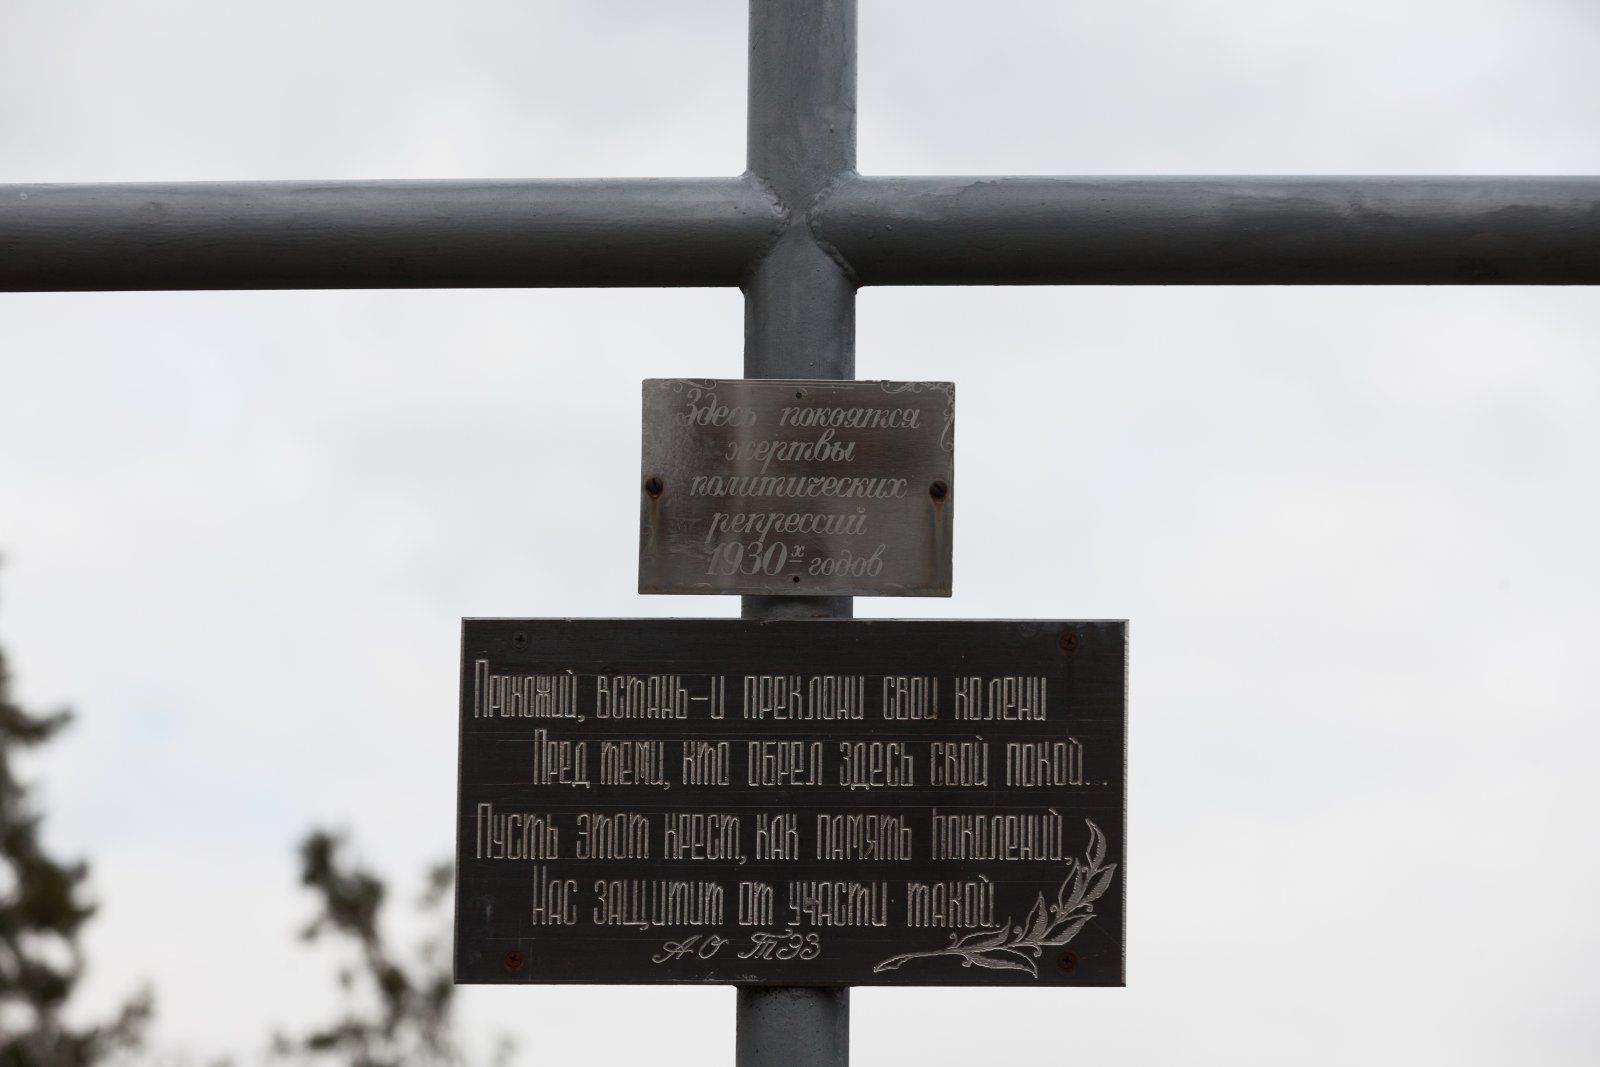 Здесь покоятся
жертвы
политических
репрессий
1930-х годов
Прохожий, встань-и преклони свои колени
Пред теми, кто обрел здесь свой покой...
Пусть этот крест, как память поколений,
Нас защитит от участи такой.
АО ТЭЗ